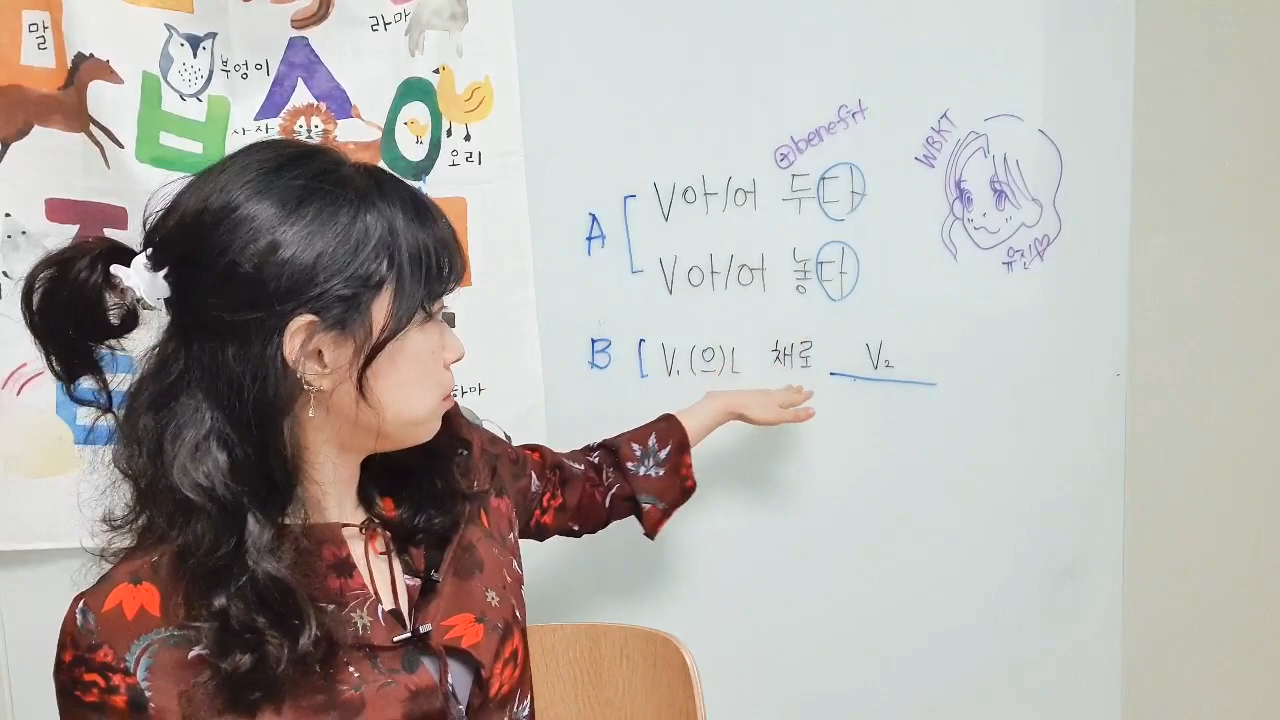 말
부엉이
라마
사자
오리
하마
⊕benefit
A [ V아/어 두다
V아/어 놓다
B [ V₁ (으)ㄴ 채로 V₂
WBKT
유진♡